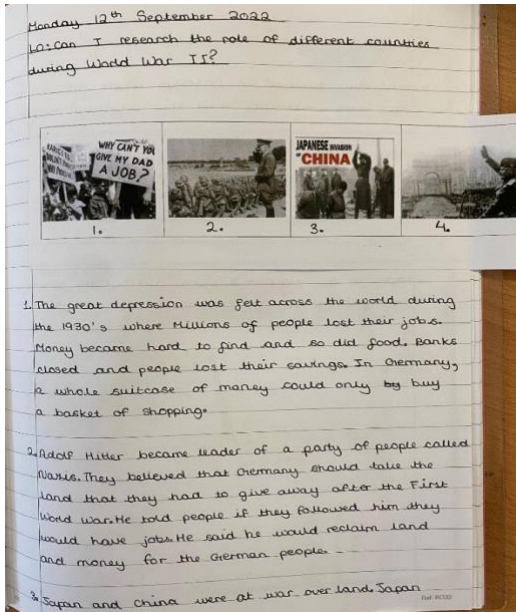 Monday 12th September 2022
LO: Can I research the role of different countries
during World War II?
WHY CAN'T YOU
GIVE MY DAD
A JOB?
JAPANESE INVASION
OF CHINA
1.
2.
3.
4.
1. The great depression was felt across the world during
the 1930's where Millions of people lost their jobs.
Money became hard to find and so did food. Banks
closed and people lost their savings. In Germany,
a whole suitcase of money could only by buy
a basket of shopping.
2. Adolf Hitler became leader of a party of people called
Nazis. They believed that Germany should take the
land that they had to give away after the First
World War. He told people if they followed him they
would have jobs. He said he would reclaim land
and money for the German people.
3. Japan and China were at war over land. Japan